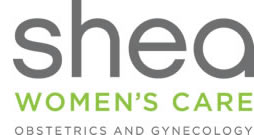 shea
WOMEN'S CARE
OBSTETRICS AND GYNECOLOGY